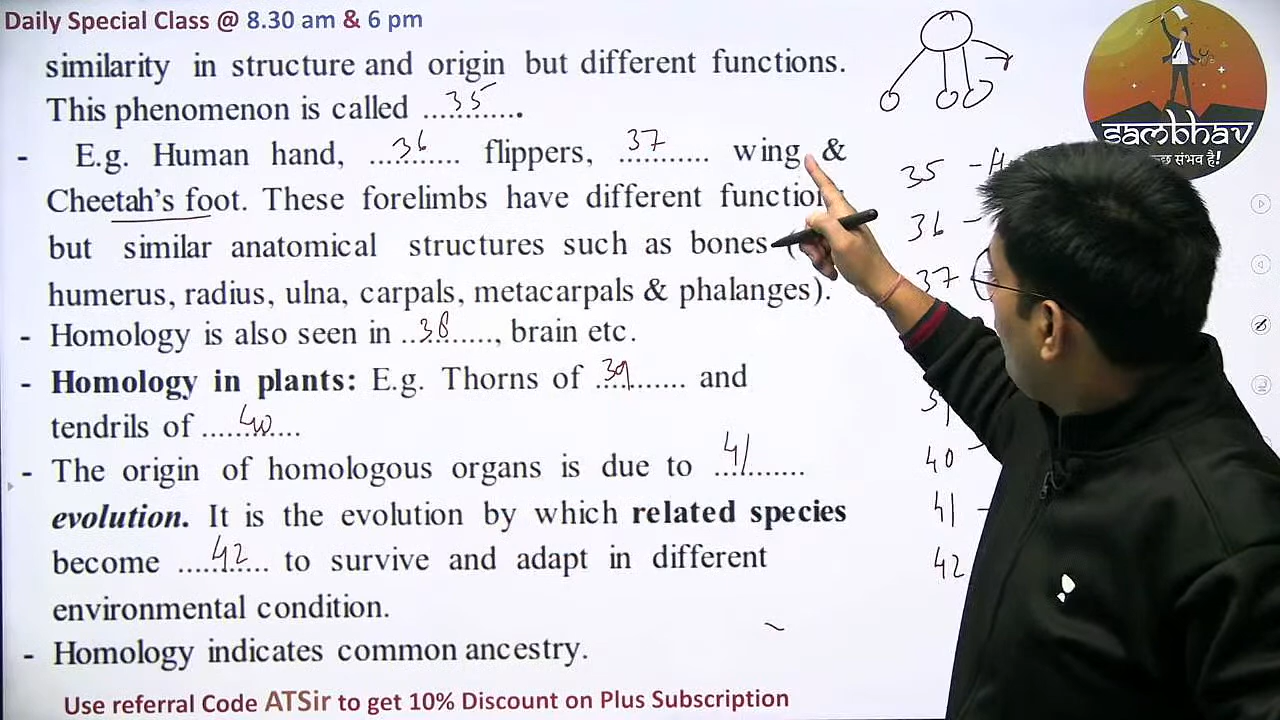 Daily Special Class @ 8.30 am & 6 pm
similarity in structure and origin but different functions.
This phenomenon is called ....35.......
- E.g. Human hand, ....36...... flippers, ....37...... wing &
Cheetah's foot. These forelimbs have different function
but similar anatomical structures such as bones (
humerus, radius, ulna, carpals, metacarpals & phalanges).
- Homology is also seen in ..38......, brain etc.
- Homology in plants: E.g. Thorns of .39........ and
tendrils of ....40.....
- The origin of homologous organs is due to .41........
evolution. It is the evolution by which related species
become ....42..... to survive and adapt in different
environmental condition.
- Homology indicates common ancestry.
Use referral Code ATSir to get 10% Discount on Plus Subscription
sambhav
संभव है!
35 -
36 -
37
40 -
41 -
42